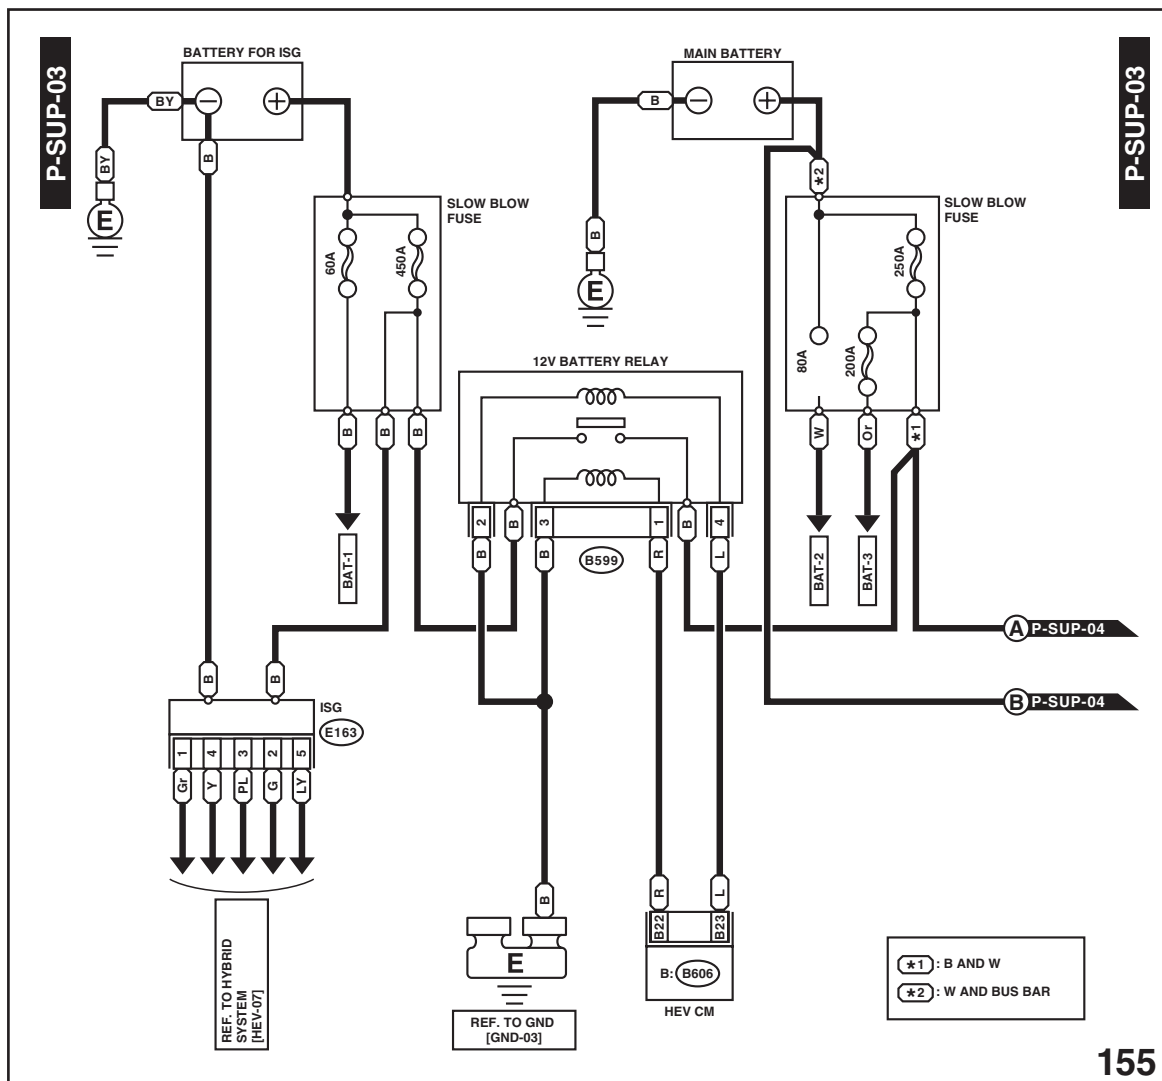 P-SUP-03
P-SUP-03
BATTERY FOR ISG
MAIN BATTERY
BY
−
+
B
−
+
BY
B
*2
E
SLOW BLOW
FUSE
SLOW BLOW
FUSE
60A
450A
B
E
250A
80A
200A
12V BATTERY RELAY
B
B
B
W
Or
*1
2
B
3
1
B
4
B
B
B599
R
L
BAT-1
BAT-2
BAT-3
A P-SUP-04
B
B
B P-SUP-04
ISG
E163
1
4
3
2
5
Gr
Y
PL
G
LY
B
R
L
B22
B23
E
B: B606
HEV CM
REF. TO HYBRID
SYSTEM
[HEV-07]
REF. TO GND
[GND-03]
*1 : B AND W
*2 : W AND BUS BAR
155